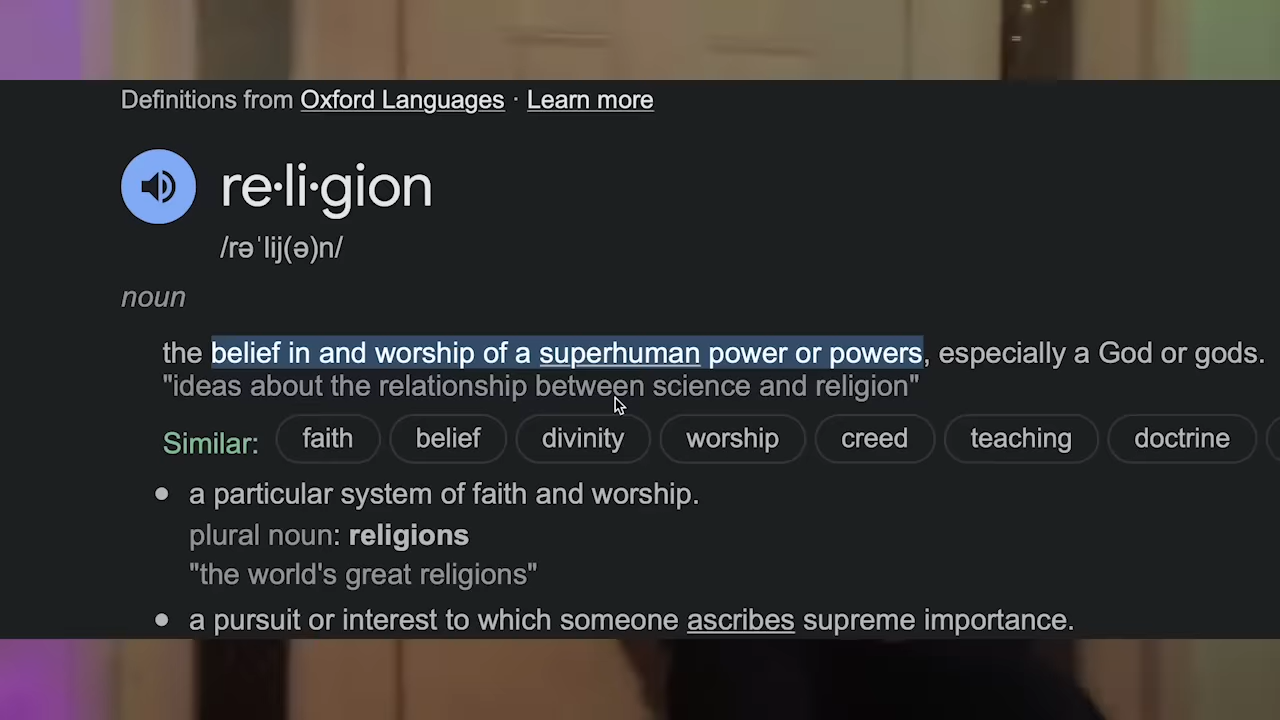 Definitions from Oxford Languages · Learn more
re·li·gion
/rəˈlij(ə)n/
noun
the belief in and worship of a superhuman power or powers, especially a God or gods.
"ideas about the relationship between science and religion"
Similar: faith belief divinity worship creed teaching doctrine
• a particular system of faith and worship.
plural noun: religions
"the world's great religions"
• a pursuit or interest to which someone ascribes supreme importance.